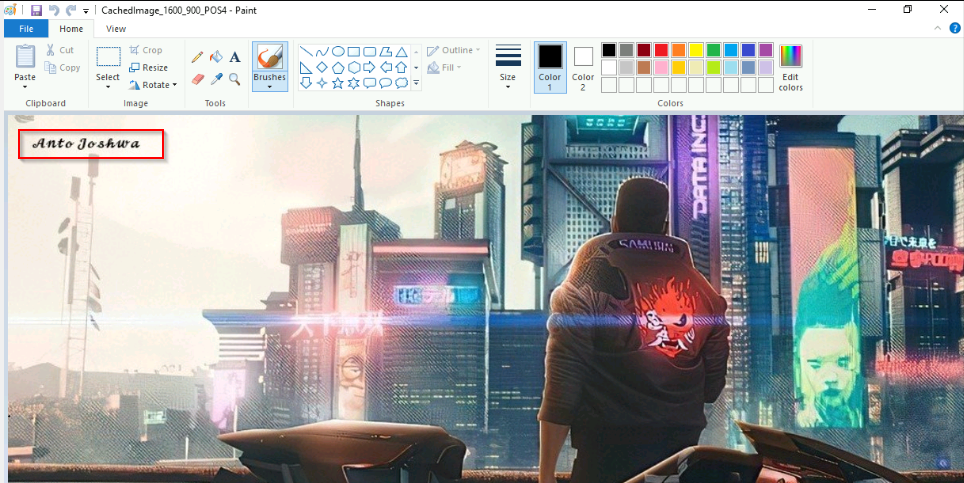 CachedImage_1600_900_POS4 - Paint
File Home View
Paste
Cut
Copy
Clipboard
Select
Crop
Resize
Rotate
Image
A
Tools
Brushes
Outline
Fill
Shapes
Size
Color 1
Color 2
Edit colors
Colors
Anto Joshwa
DATA INC
SAMURAI